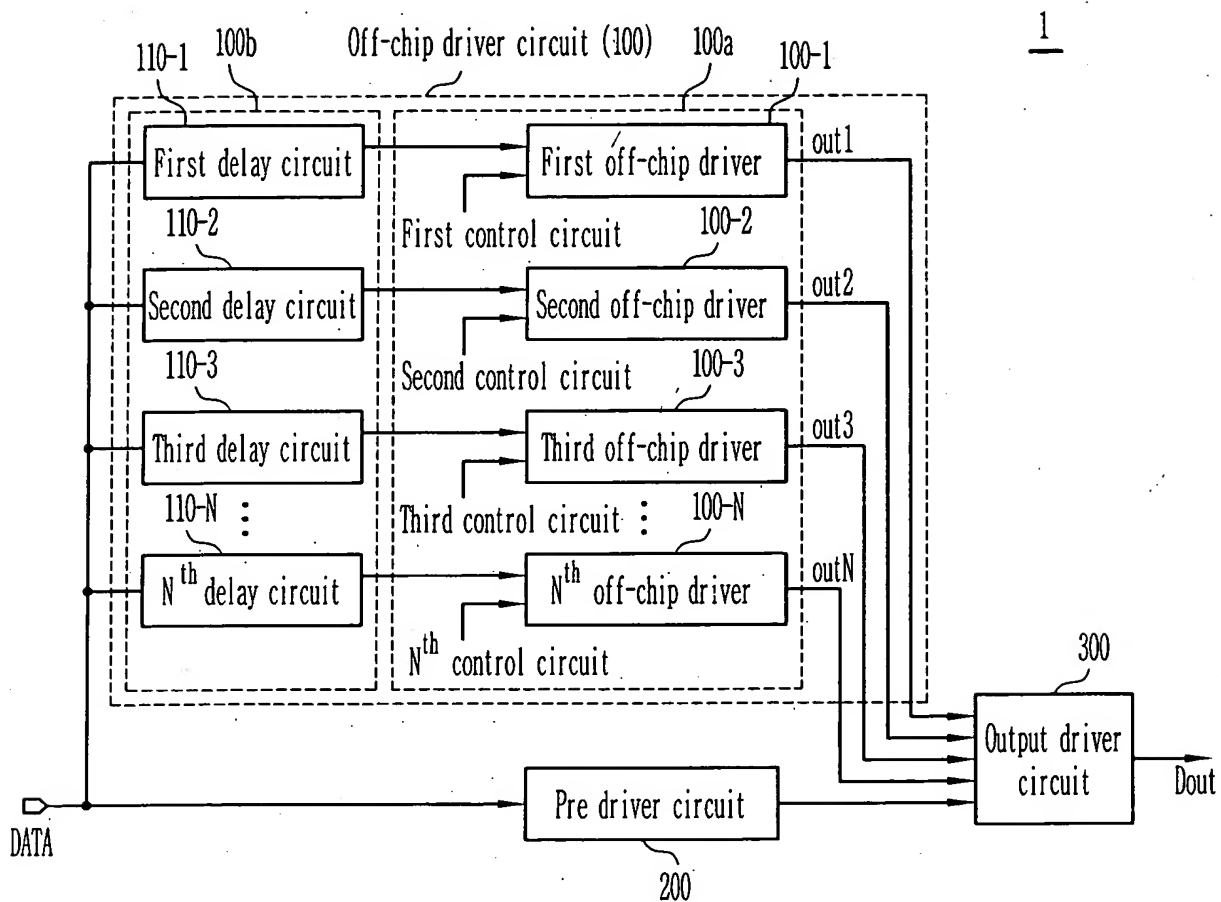 1
Off-chip driver circuit (100)
110-1
100b
100a
100-1
First delay circuit
First off-chip driver
out1
First control circuit
110-2
100-2
Second delay circuit
Second off-chip driver
out2
Second control circuit
110-3
100-3
Third delay circuit
Third off-chip driver
out3
Third control circuit
110-N
100-N
Nth delay circuit
Nth off-chip driver
outN
Nth control circuit
300
Output driver
circuit
Dout
Pre driver circuit
DATA
200